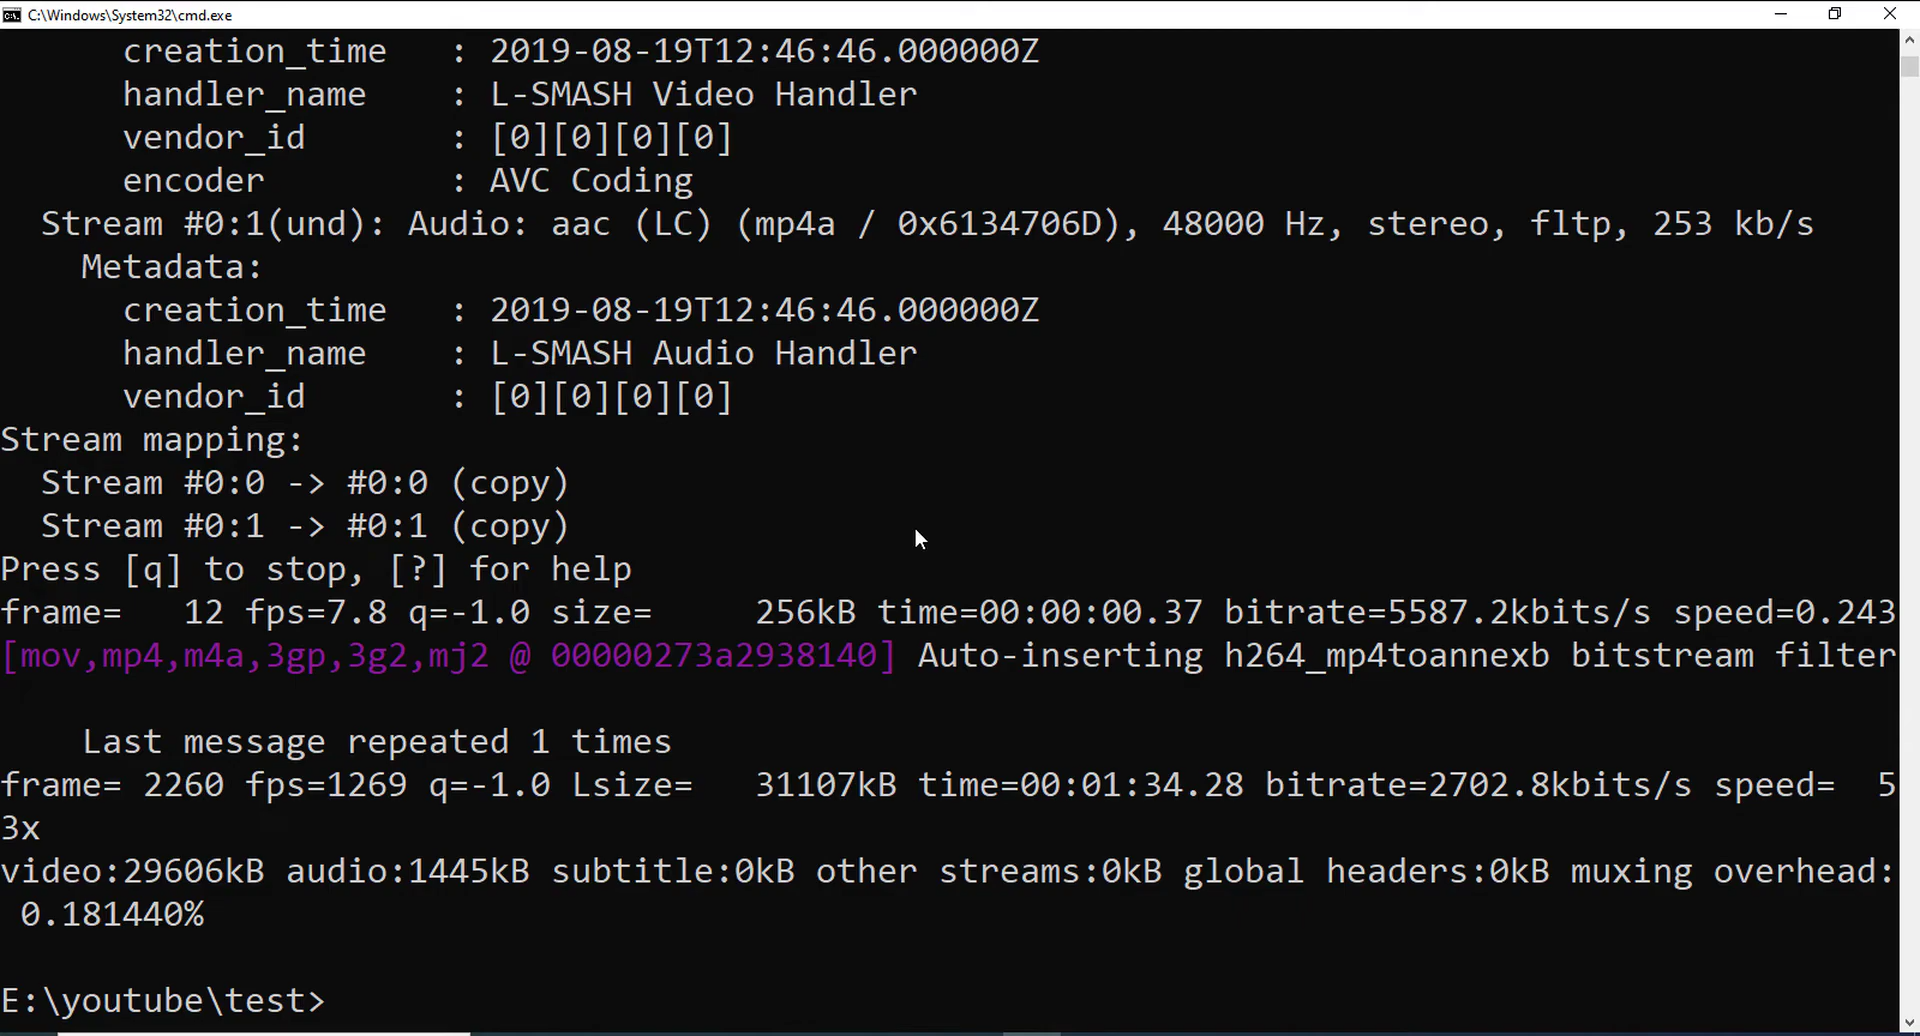 C:\Windows\System32\cmd.exe
creation_time : 2019-08-19T12:46:46.000000Z
handler_name : L-SMASH Video Handler
vendor_id : [0][0][0][0]
encoder : AVC Coding
Stream #0:1(und): Audio: aac (LC) (mp4a / 0x6134706D), 48000 Hz, stereo, fltp, 253 kb/s
Metadata:
creation_time : 2019-08-19T12:46:46.000000Z
handler_name : L-SMASH Audio Handler
vendor_id : [0][0][0][0]
Stream mapping:
Stream #0:0 -> #0:0 (copy)
Stream #0:1 -> #0:1 (copy)
Press [q] to stop, [?] for help
frame= 12 fps=7.8 q=-1.0 size= 256kB time=00:00:00.37 bitrate=5587.2kbits/s speed=0.243
[mov,mp4,m4a,3gp,3g2,mj2 @ 00000273a2938140] Auto-inserting h264_mp4toannexb bitstream filter
Last message repeated 1 times
frame= 2260 fps=1269 q=-1.0 Lsize= 31107kB time=00:01:34.28 bitrate=2702.8kbits/s speed= 5
3x
video:29606kB audio:1445kB subtitle:0kB other streams:0kB global headers:0kB muxing overhead:
0.181440%
E:\youtube\test>